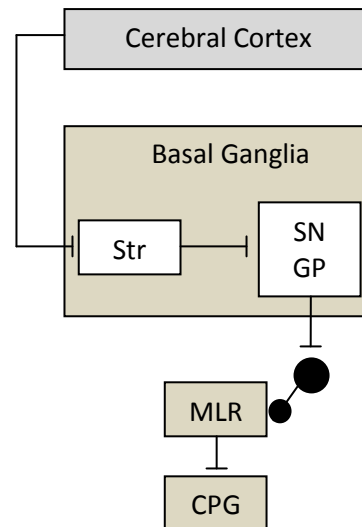 Cerebral Cortex
Basal Ganglia
Str
SN
GP
MLR
CPG